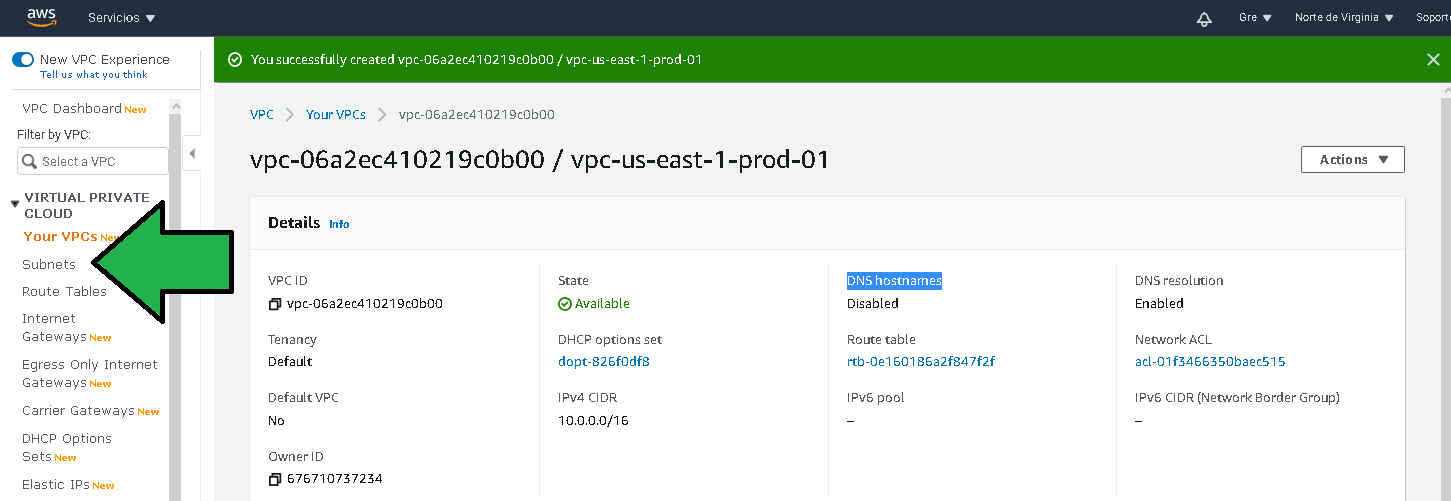 aws
Servicios
Gre
Norte de Virginia
Soport
New VPC Experience
Tell us what you think
VPC Dashboard New
Filter by VPC:
Select a VPC
VIRTUAL PRIVATE
CLOUD
Your VPCs New
Subnets
Route Tables
Internet
Gateways New
Egress Only Internet
Gateways New
Carrier Gateways New
DHCP Options
Sets New
Elastic IPs New
You successfully created vpc-06a2ec410219c0b00 / vpc-us-east-1-prod-01
VPC
Your VPCs
vpc-06a2ec410219c0b00
vpc-06a2ec410219c0b00 / vpc-us-east-1-prod-01
Actions
Details Info
VPC ID
vpc-06a2ec410219c0b00
State
Available
DNS hostnames
Disabled
DNS resolution
Enabled
Tenancy
Default
DHCP options set
dopt-826f0df8
Route table
rtb-0e160186a2f847f2f
Network ACL
acl-01f3466350baec515
Default VPC
No
IPv4 CIDR
10.0.0.0/16
IPv6 pool
–
IPv6 CIDR (Network Border Group)
–
Owner ID
676710737234